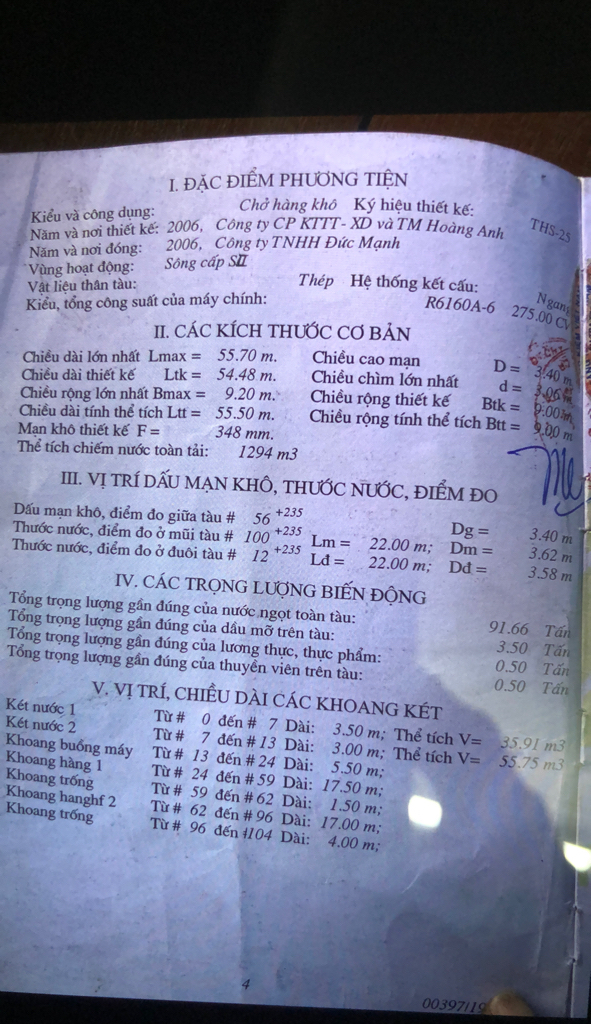 I. ĐẶC ĐIỂM PHƯƠNG TIỆN
Kiểu và công dụng: Chở hàng khô Ký hiệu thiết kế: THS-25
Năm và nơi thiết kế: 2006, Công ty CP KTTT- XD và TM Hoàng Anh
Năm và nơi đóng: 2006, Công ty TNHH Đức Mạnh
Vùng hoạt động: Sông cấp SII
Vật liệu thân tàu: Thép Hệ thống kết cấu: Ngang
Kiểu, tổng công suất của máy chính: R6160A-6 275.00 CV
II. CÁC KÍCH THƯỚC CƠ BẢN
Chiều dài lớn nhất Lmax = 55.70 m. Chiều cao mạn D = 3.40 m
Chiều dài thiết kế Ltk = 54.48 m. Chiều chìm lớn nhất d = 3.06 m
Chiều rộng lớn nhất Bmax = 9.20 m. Chiều rộng thiết kế Btk = 9.00 m
Chiều dài tính thể tích Ltt = 55.50 m. Chiều rộng tính thể tích Btt = 9.00 m
Mạn khô thiết kế F = 348 mm.
Thể tích chiếm nước toàn tải: 1294 m3
III. VỊ TRÍ DẤU MẠN KHÔ, THƯỚC NƯỚC, ĐIỂM ĐO
Dấu mạn khô, điểm đo giữa tàu # 56 +235 Dg = 3.40 m
Thước nước, điểm đo ở mũi tàu # 100 +235 Lm = 22.00 m; Dm = 3.62 m
Thước nước, điểm đo ở đuôi tàu # 12 +235 Lđ = 22.00 m; Dđ = 3.58 m
IV. CÁC TRỌNG LƯỢNG BIẾN ĐỘNG
Tổng trọng lượng gần đúng của nước ngọt toàn tàu: 91.66 Tấn
Tổng trọng lượng gần đúng của dầu mỡ trên tàu: 3.50 Tấn
Tổng trọng lượng gần đúng của lương thực, thực phẩm: 0.50 Tấn
Tổng trọng lượng gần đúng của thuyền viên trên tàu: 0.50 Tấn
V. VỊ TRÍ, CHIỀU DÀI CÁC KHOANG KÉT
Két nước 1 Từ # 0 đến # 7 Dài: 3.50 m; Thể tích V= 35.91 m3
Két nước 2 Từ # 7 đến # 13 Dài: 3.00 m; Thể tích V= 55.75 m3
Khoang buồng máy Từ # 13 đến # 24 Dài: 5.50 m;
Khoang hàng 1 Từ # 24 đến # 59 Dài: 17.50 m;
Khoang trống Từ # 59 đến # 62 Dài: 1.50 m;
Khoang hanghf 2 Từ # 62 đến # 96 Dài: 17.00 m;
Khoang trống Từ # 96 đến #104 Dài: 4.00 m;
4
00397/19